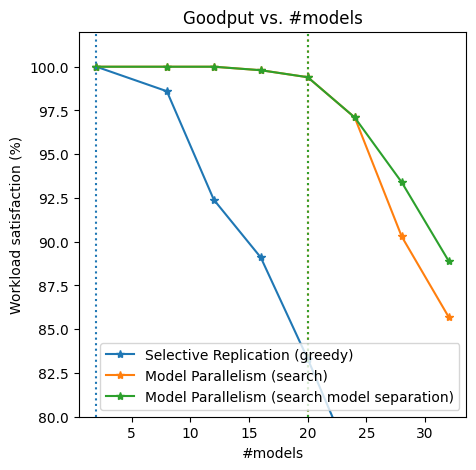 Goodput vs. #models
Workload satisfaction (%)
100.0
97.5
95.0
92.5
90.0
87.5
85.0
82.5
80.0
Selective Replication (greedy)
Model Parallelism (search)
Model Parallelism (search model separation)
5 10 15 20 25 30
#models